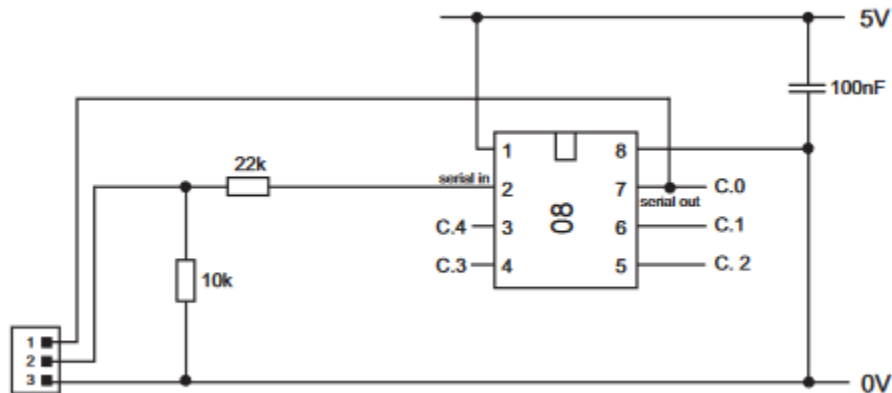 5V
100nF
1 8
22k
serial in 2 7 C.0
serial out
C.4 3 08 6 C.1
C.3 4 5 C. 2
10k
1
2
3
0V